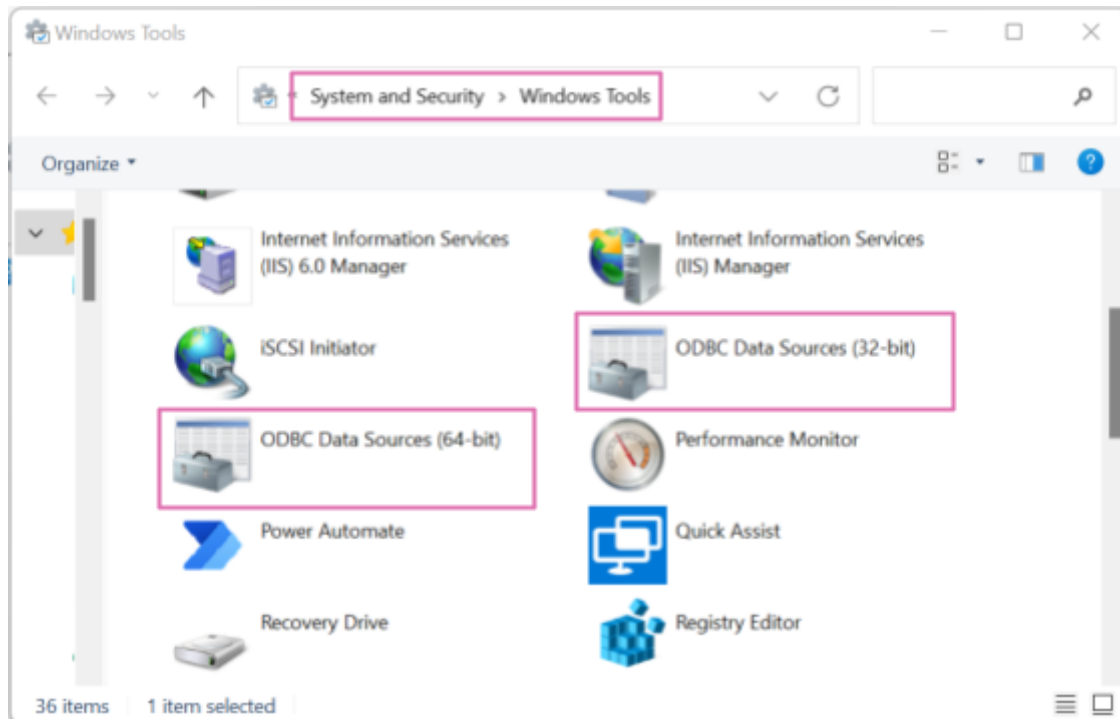 Windows Tools
System and Security > Windows Tools
Organize
Internet Information Services
(IIS) 6.0 Manager
Internet Information Services
(IIS) Manager
iSCSI Initiator
ODBC Data Sources (32-bit)
ODBC Data Sources (64-bit)
Performance Monitor
Power Automate
Quick Assist
Recovery Drive
Registry Editor
36 items
1 item selected